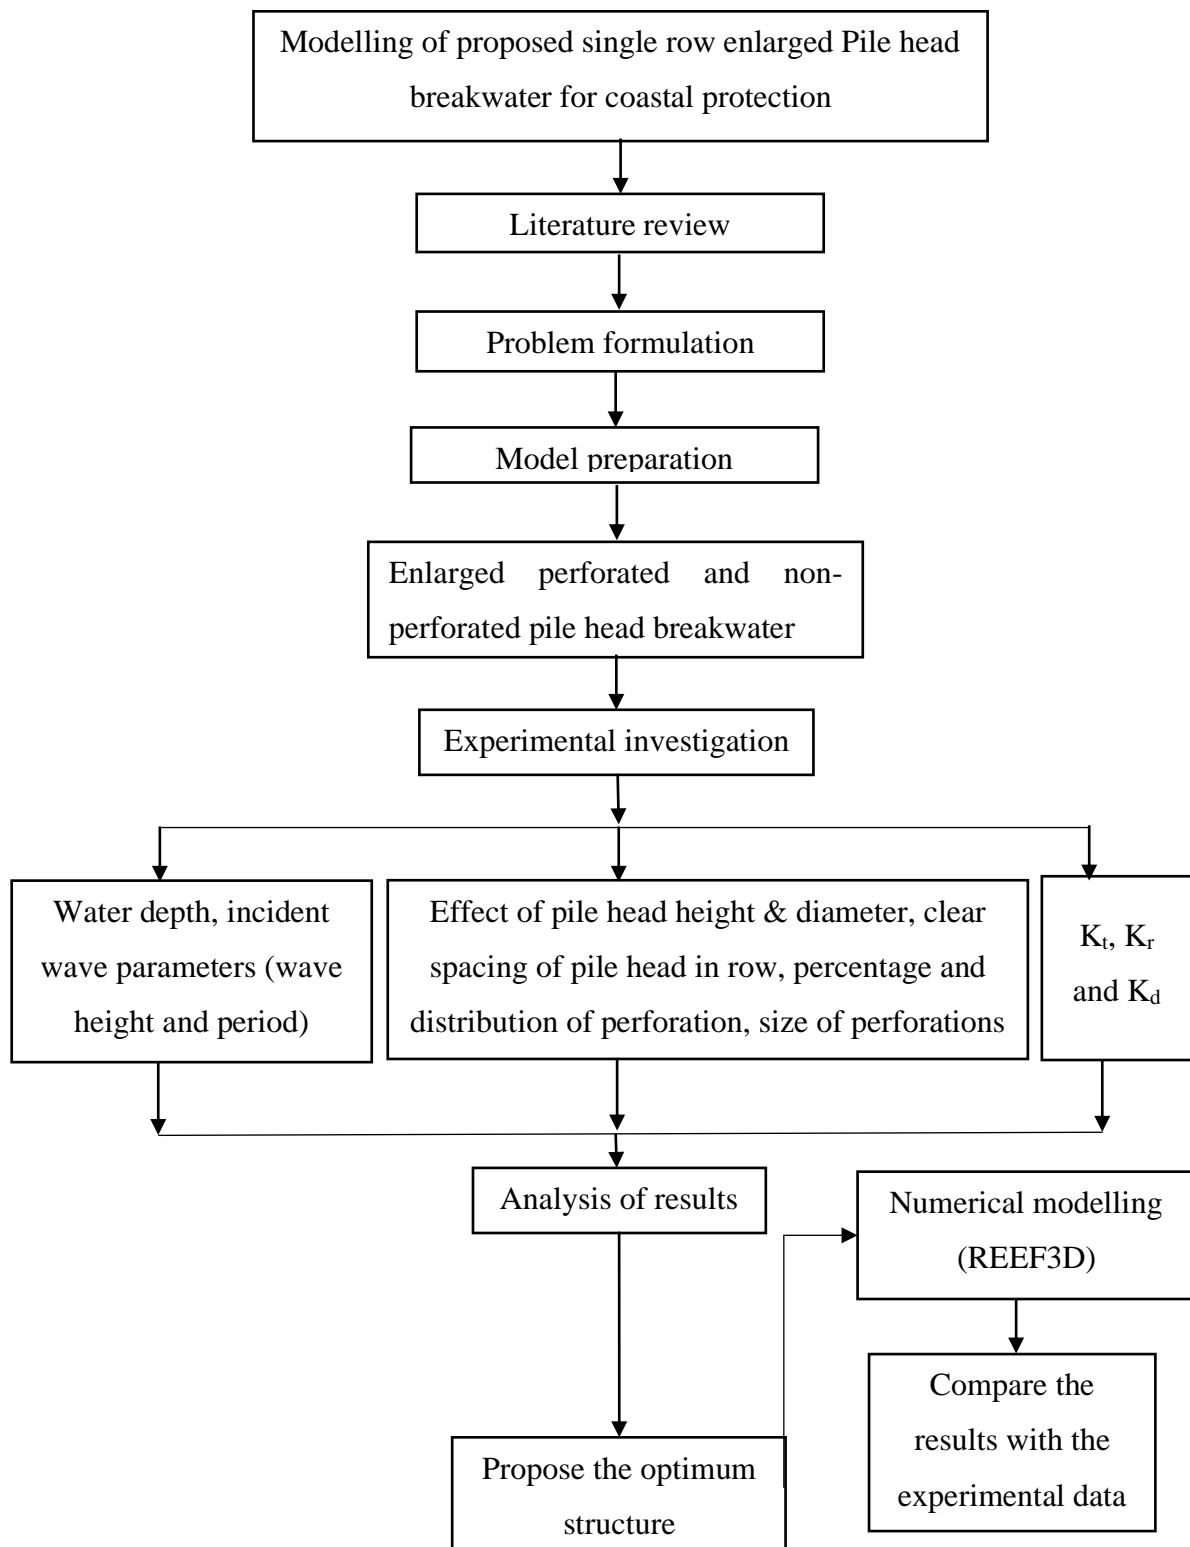 Modelling of proposed single row enlarged Pile head
breakwater for coastal protection
Literature review
Problem formulation
Model preparation
Enlarged perforated and non-
perforated pile head breakwater
Experimental investigation
Water depth, incident
wave parameters (wave
height and period)
Effect of pile head height & diameter, clear
spacing of pile head in row, percentage and
distribution of perforation, size of perforations
Kₜ, Kᵣ
and K_d
Analysis of results
Numerical modelling
(REEF3D)
Compare the
results with the
experimental data
Propose the optimum
structure